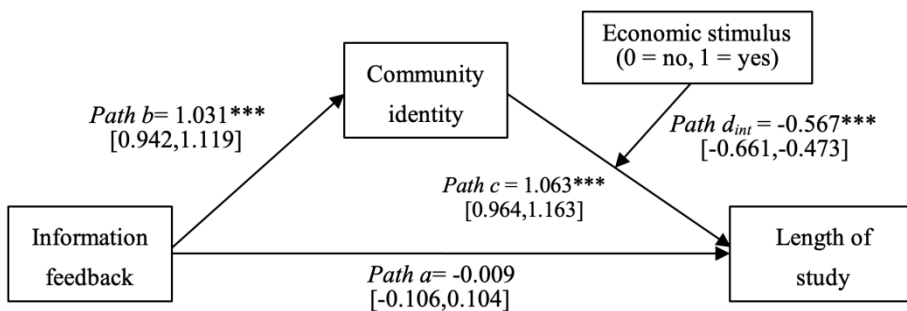 Economic stimulus
(0 = no, 1 = yes)
Community
identity
Path b= 1.031***
[0.942,1.119]
Path d_int = -0.567***
[-0.661,-0.473]
Path c = 1.063***
[0.964,1.163]
Information
feedback
Length of
study
Path a= -0.009
[-0.106,0.104]